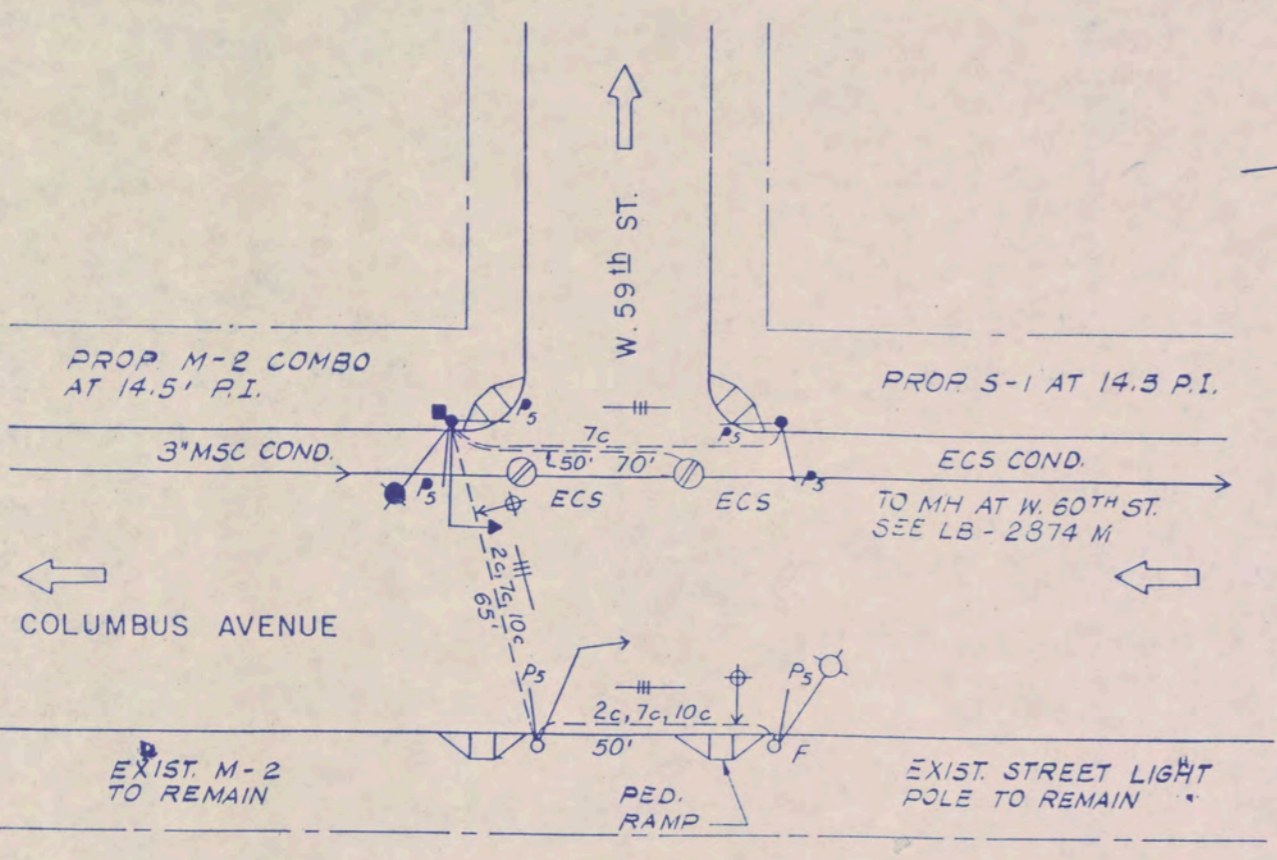 W. 59th ST.
PROP. M-2 COMBO
AT 14.5' P.I.
PROP. S-1 AT 14.5 P.I.
P5
P5
7c
3" MSC COND.
50' 70'
ECS COND.
P5
ECS
ECS
P5
TO MH AT W. 60TH ST.
SEE LB-2874 M
2c, 7c, 10c
65'
COLUMBUS AVENUE
P5
P5
2c, 7c, 10c
50'
F
EXIST. M-2
TO REMAIN
PED.
RAMP
EXIST. STREET LIGHT
POLE TO REMAIN